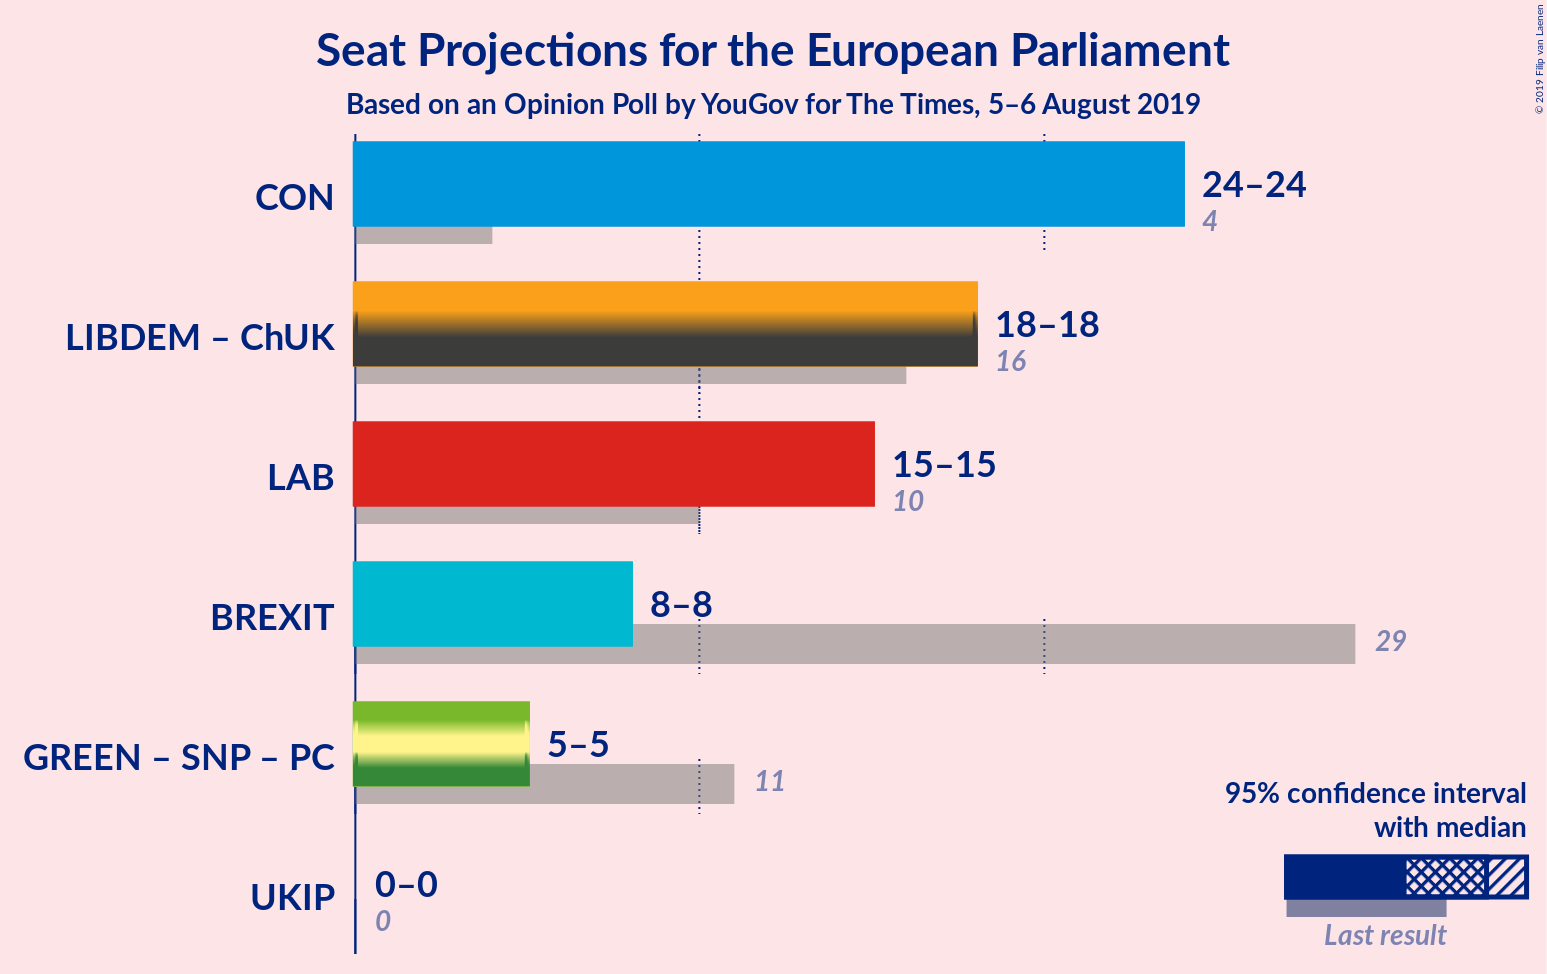 Seat Projections for the European Parliament
Based on an Opinion Poll by YouGov for The Times, 5–6 August 2019
© 2019 Filip van Laenen
CON
24–24
4
LIBDEM – ChUK
18–18
16
LAB
15–15
10
BREXIT
8–8
29
GREEN – SNP – PC
5–5
11
UKIP
0–0
0
95% confidence interval
with median
Last result